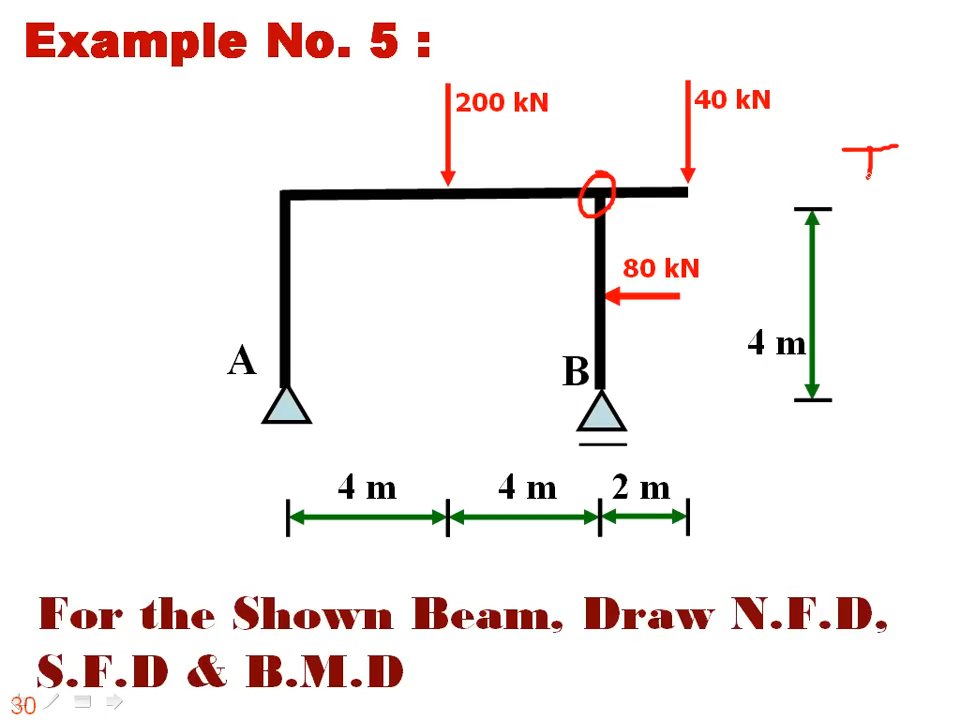 Example No. 5 :
200 kN
40 kN
T
80 kN
4 m
A
B
4 m
4 m
2 m
For the Shown Beam, Draw N.F.D,
S.F.D & B.M.D
30